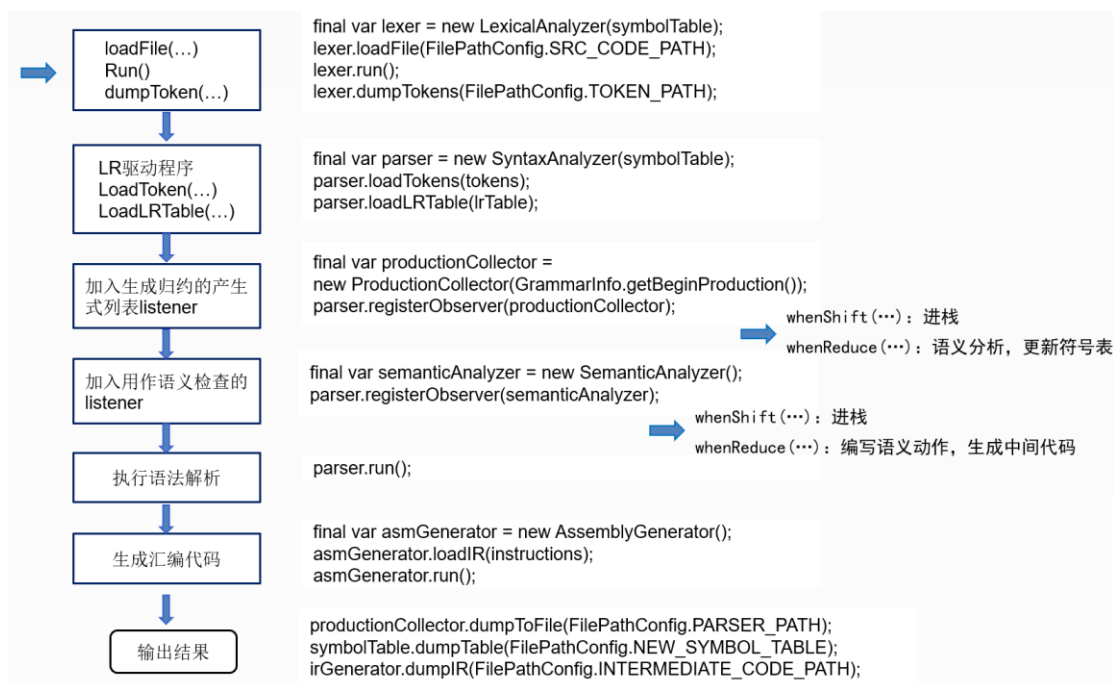 loadFile(…)
Run()
dumpToken(…)
final var lexer = new LexicalAnalyzer(symbolTable);
lexer.loadFile(FilePathConfig.SRC_CODE_PATH);
lexer.run();
lexer.dumpTokens(FilePathConfig.TOKEN_PATH);
LR驱动程序
LoadToken(…)
LoadLRTable(…)
final var parser = new SyntaxAnalyzer(symbolTable);
parser.loadTokens(tokens);
parser.loadLRTable(lrTable);
加入生成归约的产生
式列表listener
final var productionCollector =
new ProductionCollector(GrammarInfo.getBeginProduction());
parser.registerObserver(productionCollector);
whenShift(…)：进栈
whenReduce(…)：语义分析，更新符号表
加入用作语义检查的
listener
final var semanticAnalyzer = new SemanticAnalyzer();
parser.registerObserver(semanticAnalyzer);
whenShift(…)：进栈
whenReduce(…)：编写语义动作，生成中间代码
执行语法解析
parser.run();
生成汇编代码
final var asmGenerator = new AssemblyGenerator();
asmGenerator.loadIR(instructions);
asmGenerator.run();
输出结果
productionCollector.dumpToFile(FilePathConfig.PARSER_PATH);
symbolTable.dumpTable(FilePathConfig.NEW_SYMBOL_TABLE);
irGenerator.dumpIR(FilePathConfig.INTERMEDIATE_CODE_PATH);